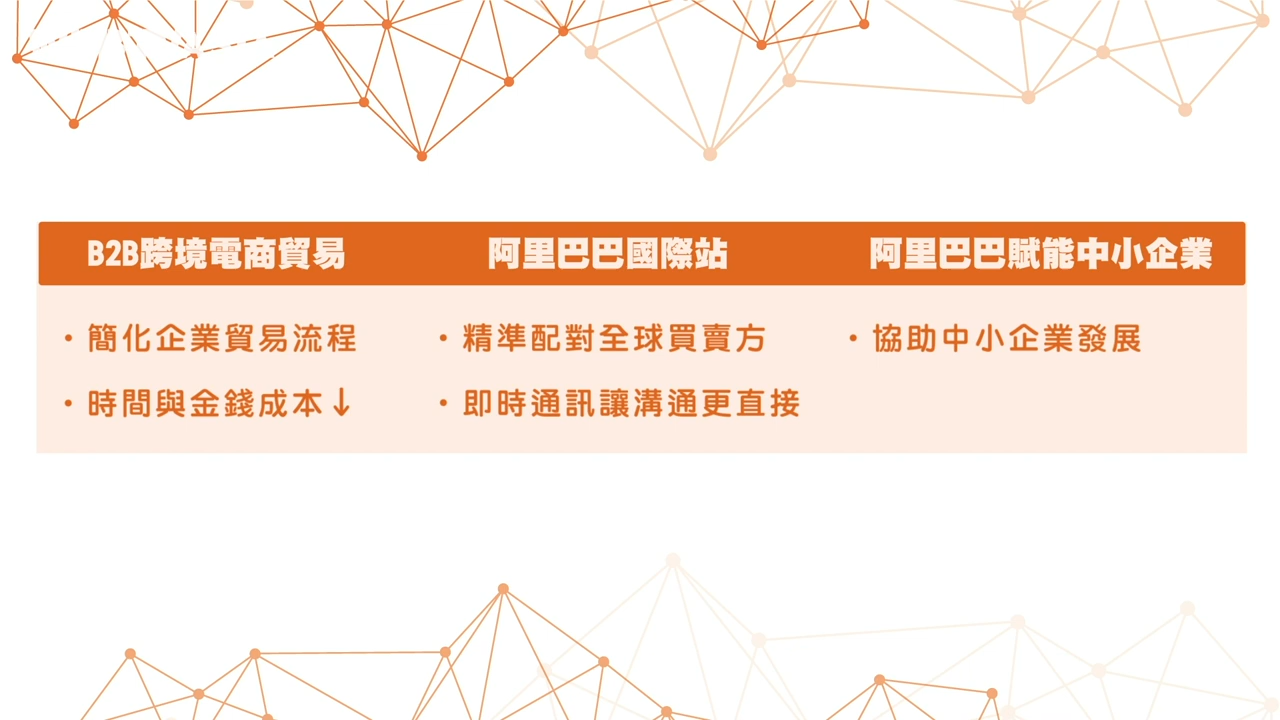 B2B跨境電商貿易
阿里巴巴國際站
阿里巴巴賦能中小企業
•簡化企業貿易流程
•時間與金錢成本↓
•精準配對全球買賣方
•即時通訊讓溝通更直接
•協助中小企業發展